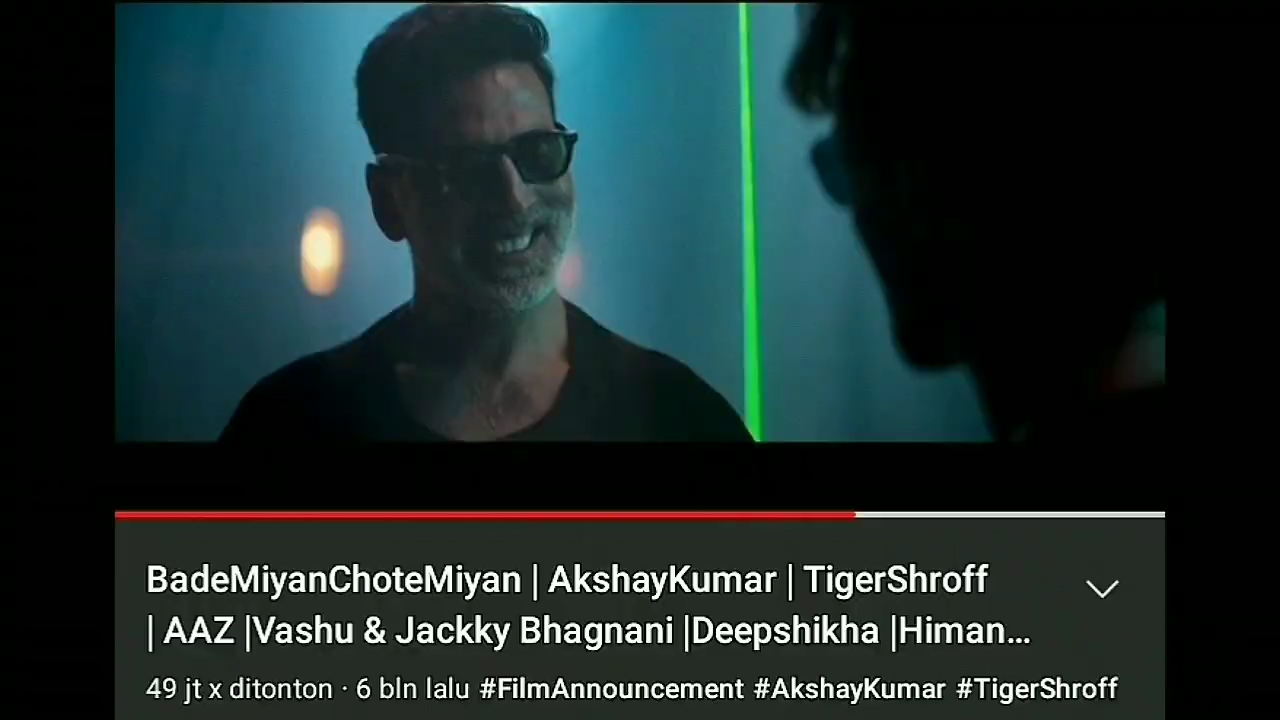 BadeMiyanChoteMiyan | AkshayKumar | TigerShroff
| AAZ |Vashu & Jackky Bhagnani |Deepshikha |Himan...
49 jt x ditonton · 6 bln lalu #FilmAnnouncement #AkshayKumar #TigerShroff